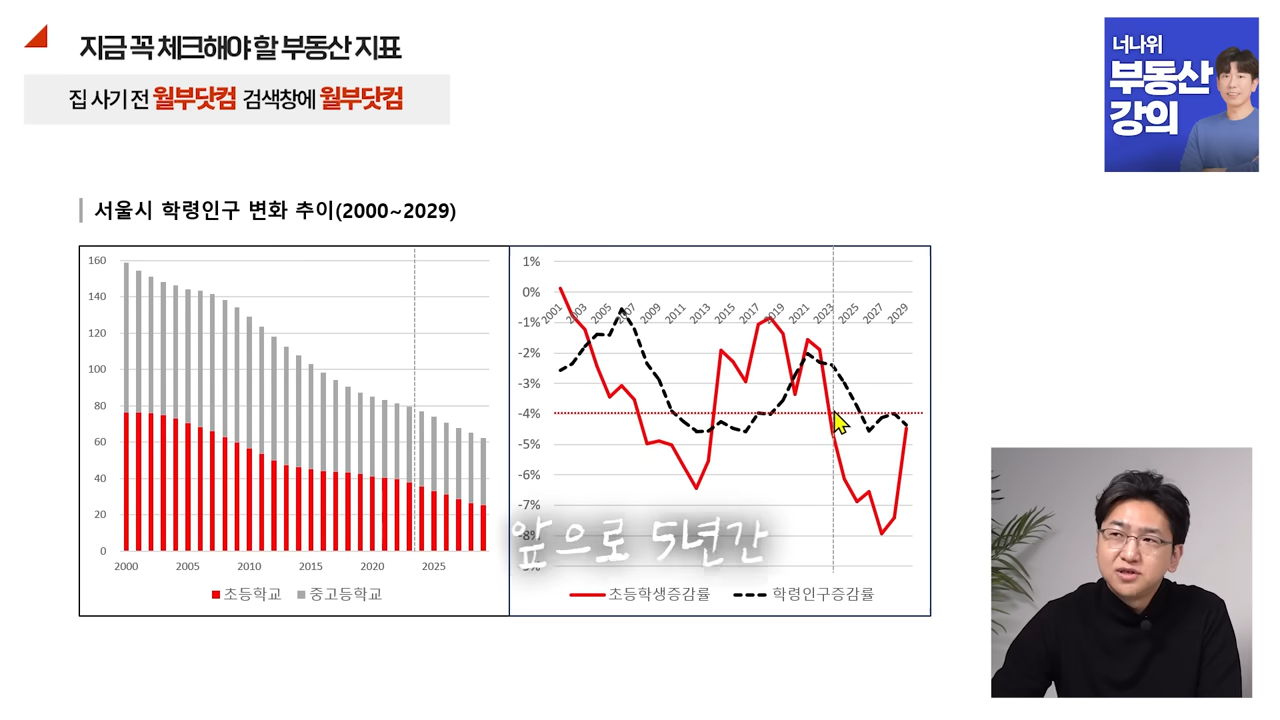 지금 꼭 체크해야 할 부동산 지표
집 사기 전 월부닷컴 검색창에 월부닷컴
너나위
부동산
강의
서울시 학령인구 변화 추이(2000~2029)
160
140
120
100
80
60
40
20
0
2000 2005 2010 2015 2020 2025
초등학교 중고등학교
1%
0%
-1%
-2%
-3%
-4%
-5%
-6%
-7%
-8%
2001 2003 2005 2007 2009 2011 2013 2015 2017 2019 2021 2023 2025 2027 2029
앞으로 5년간
초등학생증감률 학령인구증감률